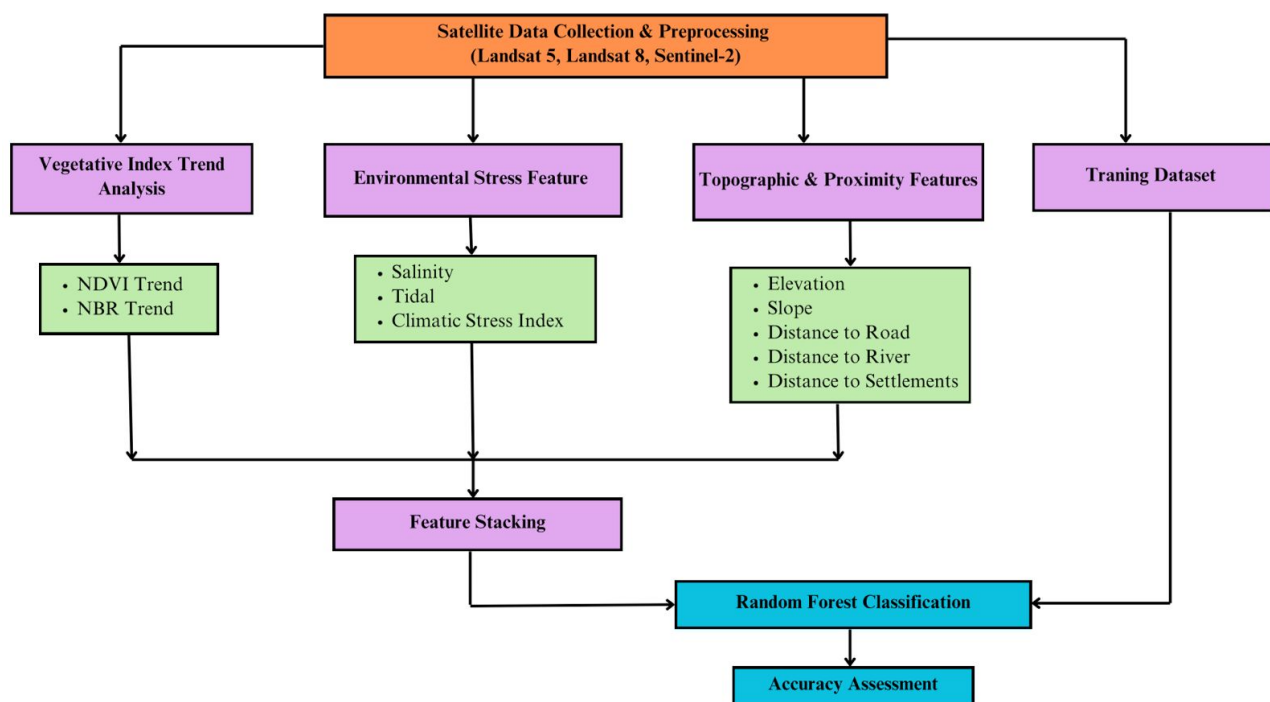 Satellite Data Collection & Preprocessing
(Landsat 5, Landsat 8, Sentinel-2)
Vegetative Index Trend
Analysis
Environmental Stress Feature
Topographic & Proximity Features
Traning Dataset
• NDVI Trend
• NBR Trend
• Salinity
• Tidal
• Climatic Stress Index
• Elevation
• Slope
• Distance to Road
• Distance to River
• Distance to Settlements
Feature Stacking
Random Forest Classification
Accuracy Assessment